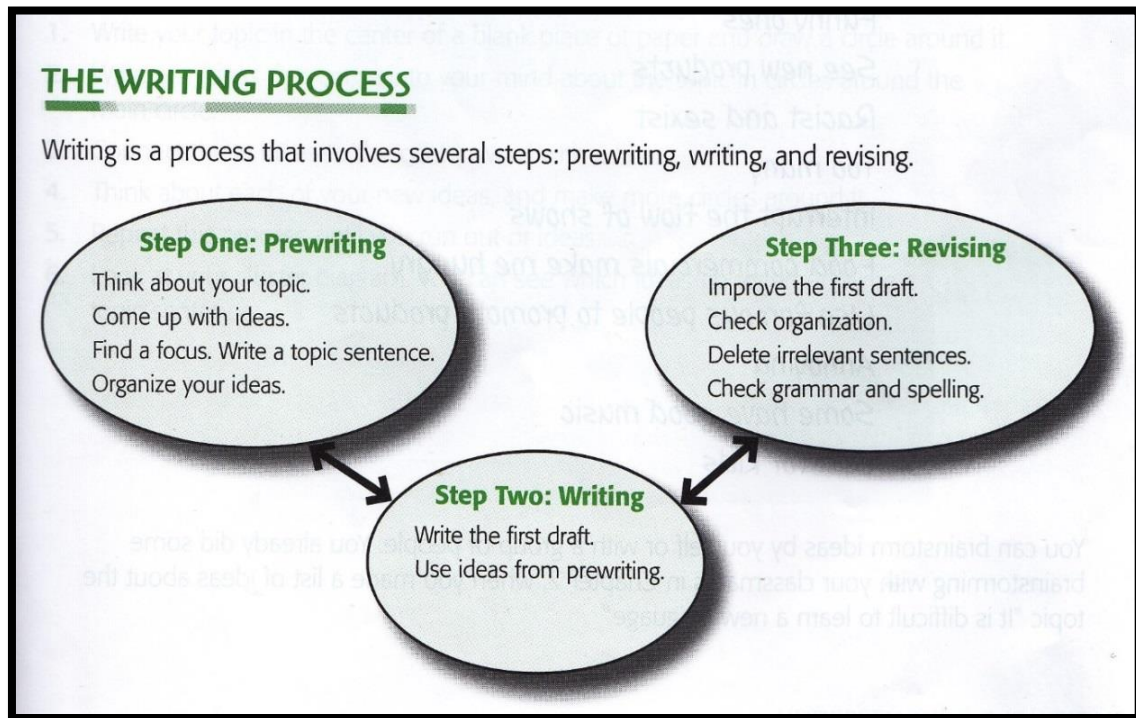 THE WRITING PROCESS
Writing is a process that involves several steps: prewriting, writing, and revising.
Step One: Prewriting
Think about your topic.
Come up with ideas.
Find a focus. Write a topic sentence.
Organize your ideas.
Step Two: Writing
Write the first draft.
Use ideas from prewriting.
Step Three: Revising
Improve the first draft.
Check organization.
Delete irrelevant sentences.
Check grammar and spelling.